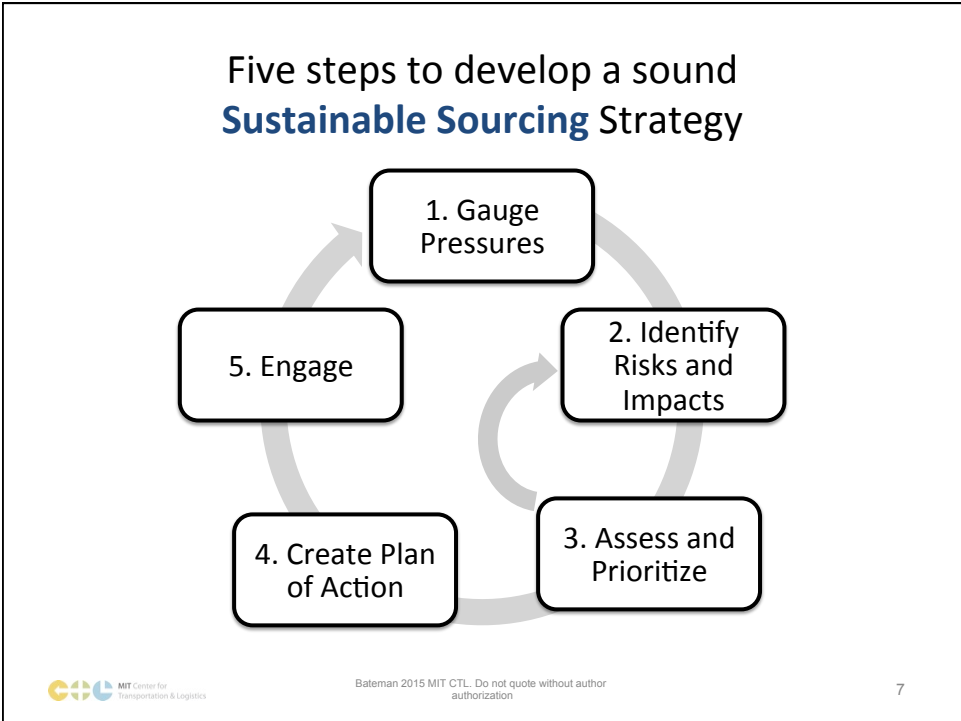 Five steps to develop a sound
Sustainable Sourcing Strategy
1. Gauge
Pressures
2. Identify
Risks and
Impacts
3. Assess and
Prioritize
4. Create Plan
of Action
5. Engage
MIT Center for
Transportation & Logistics
Bateman 2015 MIT CTL. Do not quote without author
authorization
7